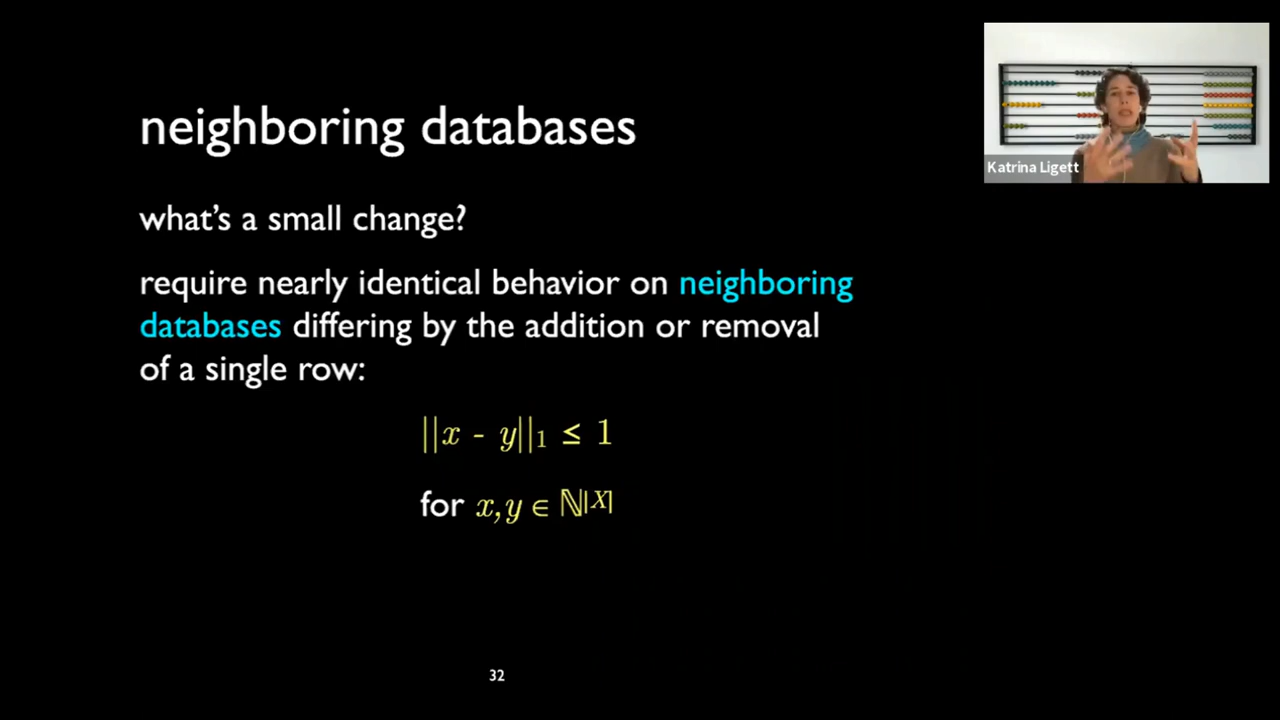 neighboring databases
Katrina Ligett
what's a small change?
require nearly identical behavior on neighboring
databases differing by the addition or removal
of a single row:
||x - y||₁ ≤ 1
for x,y ∈ ℕ|X|
32